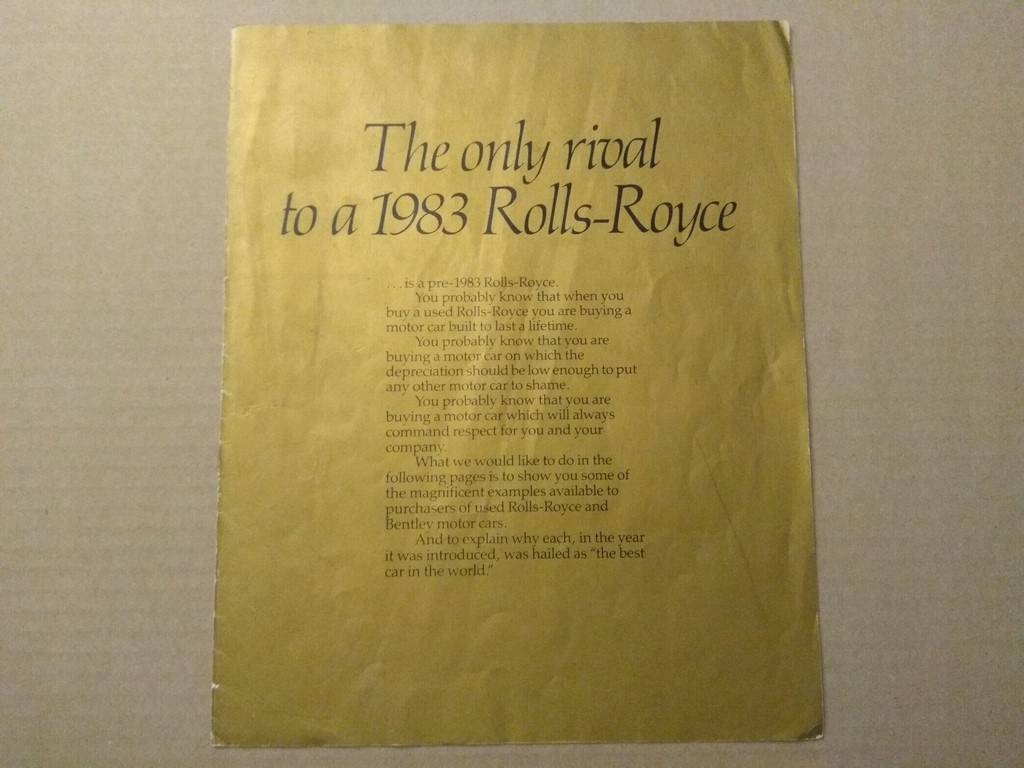 The only rival
to a 1983 Rolls-Royce
...is a pre-1983 Rolls-Royce.
You probably know that when you
buy a used Rolls-Royce you are buying a
motor car built to last a lifetime.
You probably know that you are
buying a motor car on which the
depreciation should be low enough to put
any other motor car to shame.
You probably know that you are
buying a motor car which will always
command respect for you and your
company.
What we would like to do in the
following pages is to show you some of
the magnificent examples available to
purchasers of used Rolls-Royce and
Bentley motor cars.
And to explain why each, in the year
it was introduced, was hailed as "the best
car in the world."